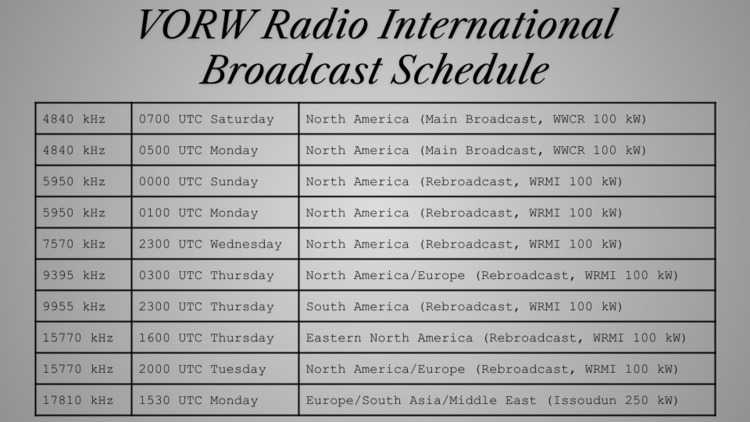 VORW Radio International
Broadcast Schedule
4840 kHz 0700 UTC Saturday North America (Main Broadcast, WWCR 100 kW)
4840 kHz 0500 UTC Monday North America (Main Broadcast, WWCR 100 kW)
5950 kHz 0000 UTC Sunday North America (Rebroadcast, WRMI 100 kW)
5950 kHz 0100 UTC Monday North America (Rebroadcast, WRMI 100 kW)
7570 kHz 2300 UTC Wednesday North America (Rebroadcast, WRMI 100 kW)
9395 kHz 0300 UTC Thursday North America/Europe (Rebroadcast, WRMI 100 kW)
9955 kHz 2300 UTC Thursday South America (Rebroadcast, WRMI 100 kW)
15770 kHz 1600 UTC Thursday Eastern North America (Rebroadcast, WRMI 100 kW)
15770 kHz 2000 UTC Tuesday North America/Europe (Rebroadcast, WRMI 100 kW)
17810 kHz 1530 UTC Monday Europe/South Asia/Middle East (Issoudun 250 kW)